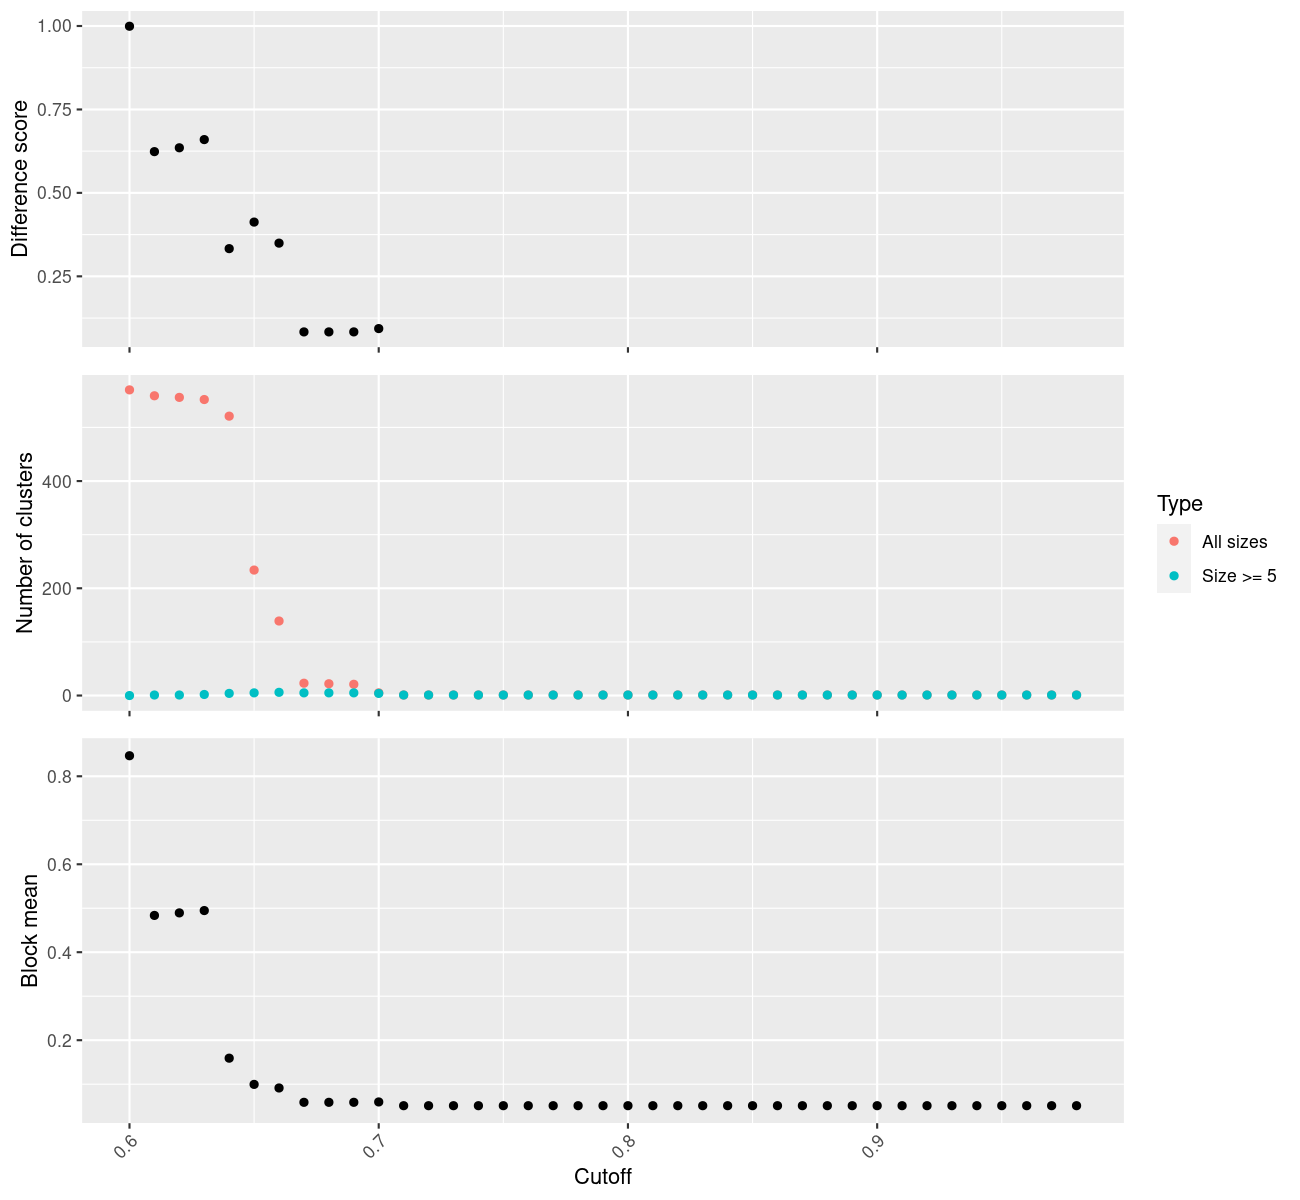 1.00
0.75
0.50
0.25
Difference score
400
200
0
Number of clusters
Type
All sizes
Size >= 5
0.8
0.6
0.4
0.2
Block mean
0.6
0.7
0.8
0.9
Cutoff